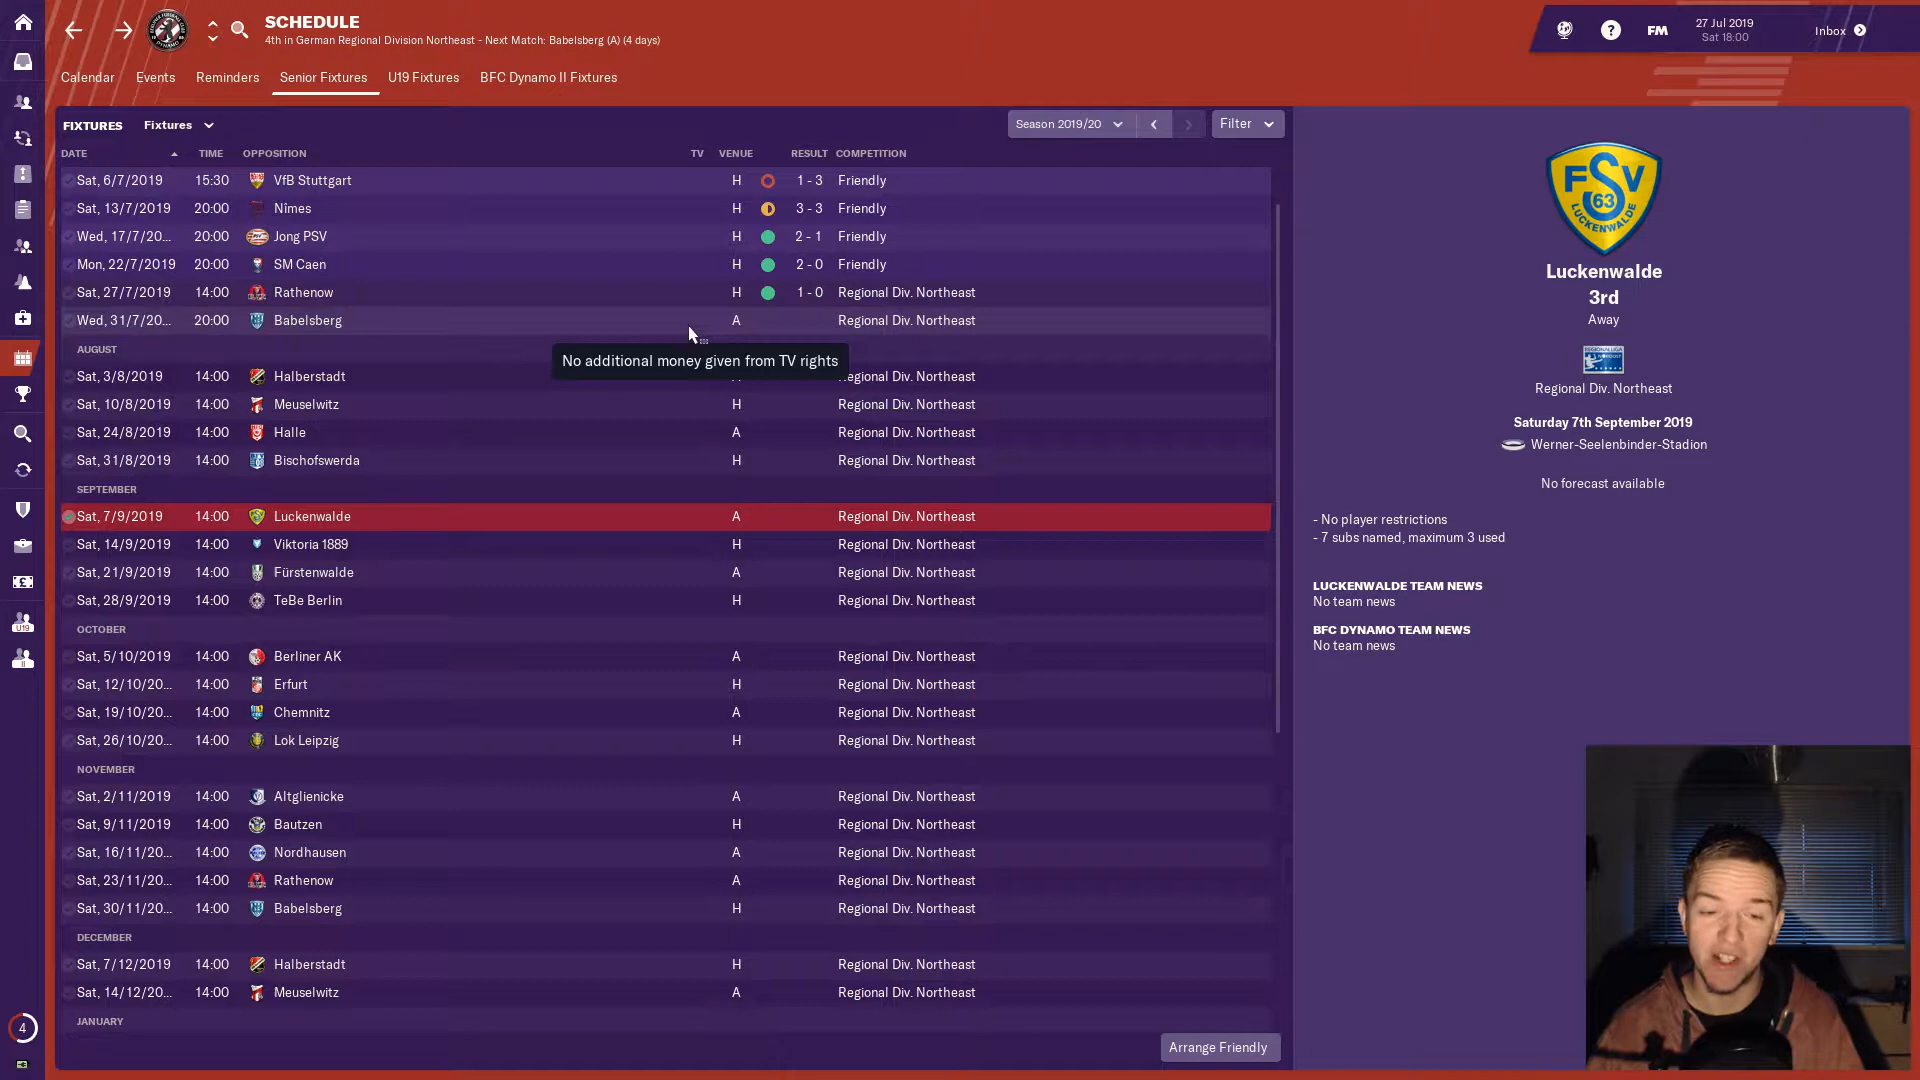 SCHEDULE
4th in German Regional Division Northeast - Next Match: Babelsberg (A) (4 days)
FM
27 Jul 2019
Sat 18:00
Inbox
Calendar Events Reminders Senior Fixtures U19 Fixtures BFC Dynamo II Fixtures
FIXTURES Fixtures Season 2019/20 Filter
DATE TIME OPPOSITION TV VENUE RESULT COMPETITION
Sat, 6/7/2019 15:30 VfB Stuttgart H 1 - 3 Friendly
Sat, 13/7/2019 20:00 Nîmes H 3 - 3 Friendly
Wed, 17/7/20... 20:00 Jong PSV H 2 - 1 Friendly
Mon, 22/7/2019 20:00 SM Caen H 2 - 0 Friendly
Sat, 27/7/2019 14:00 Rathenow H 1 - 0 Regional Div. Northeast
Wed, 31/7/20... 20:00 Babelsberg A Regional Div. Northeast
AUGUST
No additional money given from TV rights
Sat, 3/8/2019 14:00 Halberstadt Regional Div. Northeast
Sat, 10/8/2019 14:00 Meuselwitz H Regional Div. Northeast
Sat, 24/8/2019 14:00 Halle A Regional Div. Northeast
Sat, 31/8/2019 14:00 Bischofswerda H Regional Div. Northeast
SEPTEMBER
Sat, 7/9/2019 14:00 Luckenwalde A Regional Div. Northeast
Sat, 14/9/2019 14:00 Viktoria 1889 H Regional Div. Northeast
Sat, 21/9/2019 14:00 Fürstenwalde A Regional Div. Northeast
Sat, 28/9/2019 14:00 TeBe Berlin H Regional Div. Northeast
OCTOBER
Sat, 5/10/2019 14:00 Berliner AK A Regional Div. Northeast
Sat, 12/10/20... 14:00 Erfurt H Regional Div. Northeast
Sat, 19/10/20... 14:00 Chemnitz A Regional Div. Northeast
Sat, 26/10/20... 14:00 Lok Leipzig H Regional Div. Northeast
NOVEMBER
Sat, 2/11/2019 14:00 Altglienicke A Regional Div. Northeast
Sat, 9/11/2019 14:00 Bautzen H Regional Div. Northeast
Sat, 16/11/20... 14:00 Nordhausen A Regional Div. Northeast
Sat, 23/11/20... 14:00 Rathenow A Regional Div. Northeast
Sat, 30/11/20... 14:00 Babelsberg H Regional Div. Northeast
DECEMBER
Sat, 7/12/2019 14:00 Halberstadt H Regional Div. Northeast
Sat, 14/12/20... 14:00 Meuselwitz A Regional Div. Northeast
JANUARY
Arrange Friendly
U19
II
4
FSV
63
LUCKENWALDE
Luckenwalde
3rd
Away
Regional Div. Northeast
Saturday 7th September 2019
Werner-Seelenbinder-Stadion
No forecast available
- No player restrictions
- 7 subs named, maximum 3 used
LUCKENWALDE TEAM NEWS
No team news
BFC DYNAMO TEAM NEWS
No team news